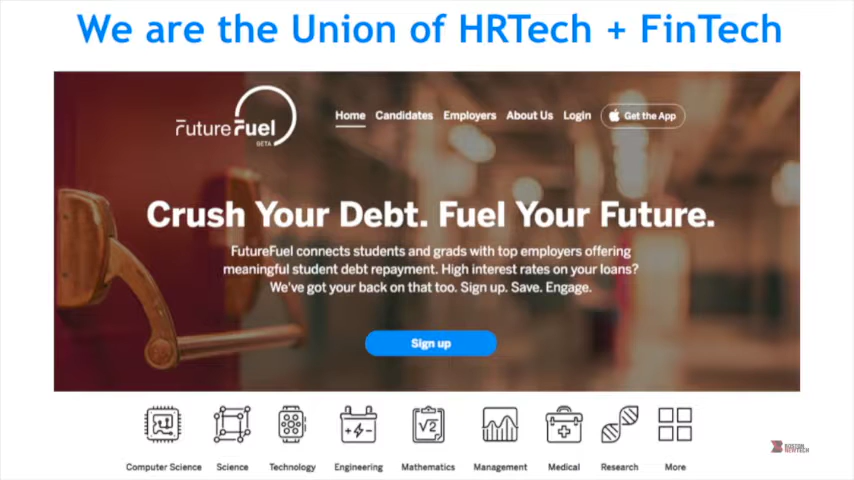 We are the Union of HRTech + FinTech
FutureFuel
BETA
Home Candidates Employers About Us Login Get the App
Crush Your Debt. Fuel Your Future.
FutureFuel connects students and grads with top employers offering
meaningful student debt repayment. High interest rates on your loans?
We've got your back on that too. Sign up. Save. Engage.
Sign up
Computer Science Science Technology Engineering Mathematics Management Medical Research More
√2
BOSTON
NEWTECH